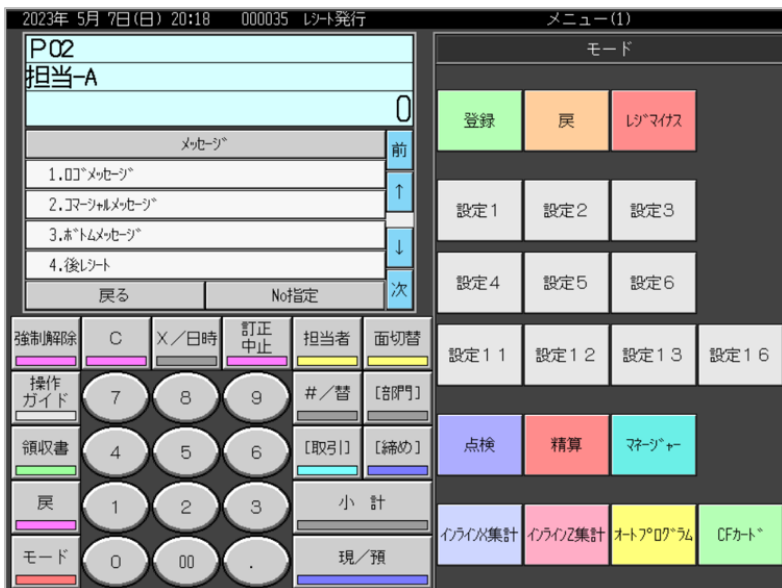 2023年 5月 7日(日) 20:18 000035 ﾚｼｰﾄ発行 メニュー(1)
P02
担当-A
0
ﾒｯｾｰｼﾞ
前
1.ﾛｺﾞﾒｯｾｰｼﾞ
↑
2.ｺﾏｰｼｬﾙﾒｯｾｰｼﾞ
3.ﾎﾞﾄﾑﾒｯｾｰｼﾞ
↓
4.後ﾚｼｰﾄ
戻る No指定 次
強制解除 C X／日時 訂正中止 担当者 面切替
操作ガイド 7 8 9 #／替 [部門]
領収書 4 5 6 [取引] [締め]
戻 1 2 3 小 計
モード 0 00 . 現／預
モード
登録 戻 ﾚｼﾞﾏｲﾅｽ
設定1 設定2 設定3
設定4 設定5 設定6
設定11 設定12 設定13 設定16
点検 精算 ﾏﾈｰｼﾞｬｰ
ｲﾝﾗｲﾝX集計 ｲﾝﾗｲﾝZ集計 ｵｰﾄﾌﾟﾛｸﾞﾗﾑ CFｶｰﾄﾞ